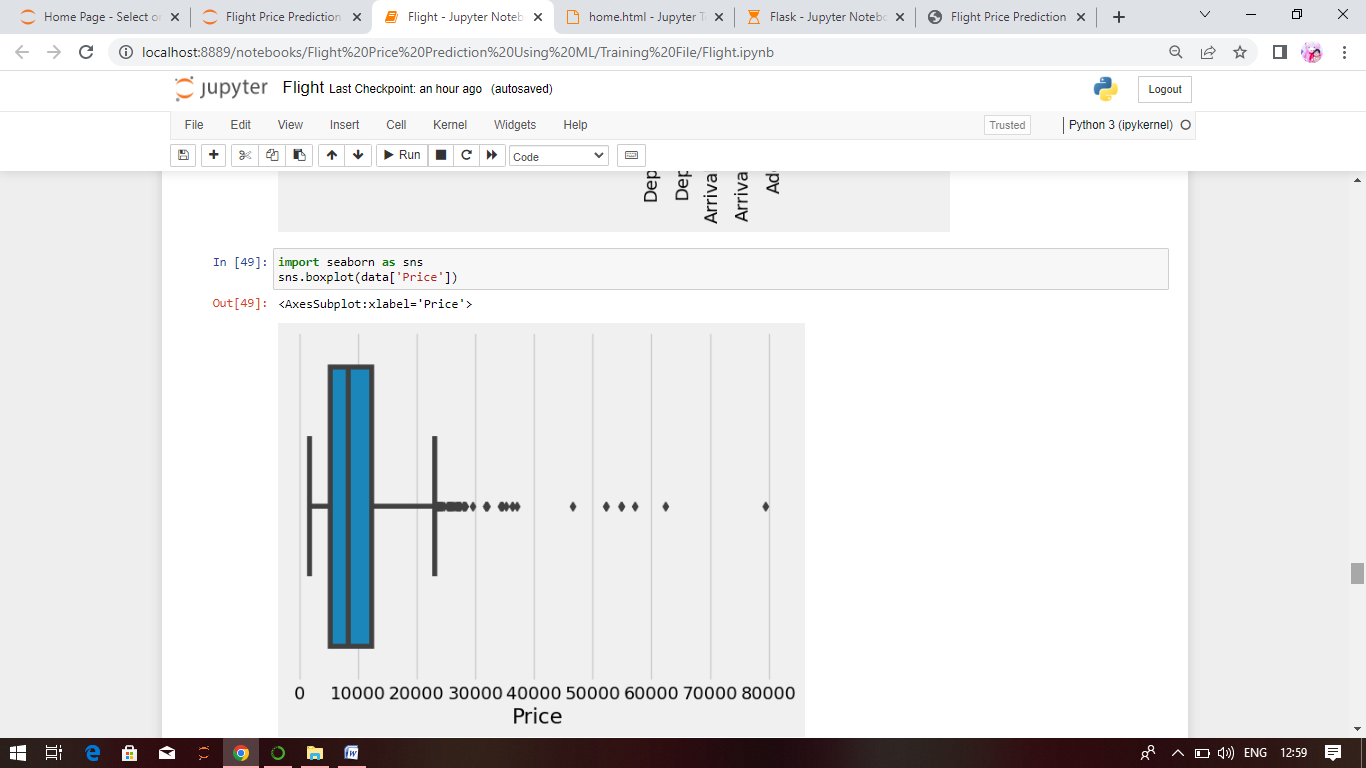 Home Page - Select or
Flight Price Prediction
Flight - Jupyter Noteb
home.html - Jupyter T
Flask - Jupyter Notebo
Flight Price Prediction
localhost:8889/notebooks/Flight%20Price%20Prediction%20Using%20ML/Training%20File/Flight.ipynb
jupyter Flight Last Checkpoint: an hour ago (autosaved)
Logout
File Edit View Insert Cell Kernel Widgets Help
Trusted
Python 3 (ipykernel)
Run
Code
Dep
Dep
Arriva
Arriva
Ad
In [49]: import seaborn as sns
sns.boxplot(data['Price'])
Out[49]: <AxesSubplot:xlabel='Price'>
0 10000 20000 30000 40000 50000 60000 70000 80000
Price
ENG 12:59